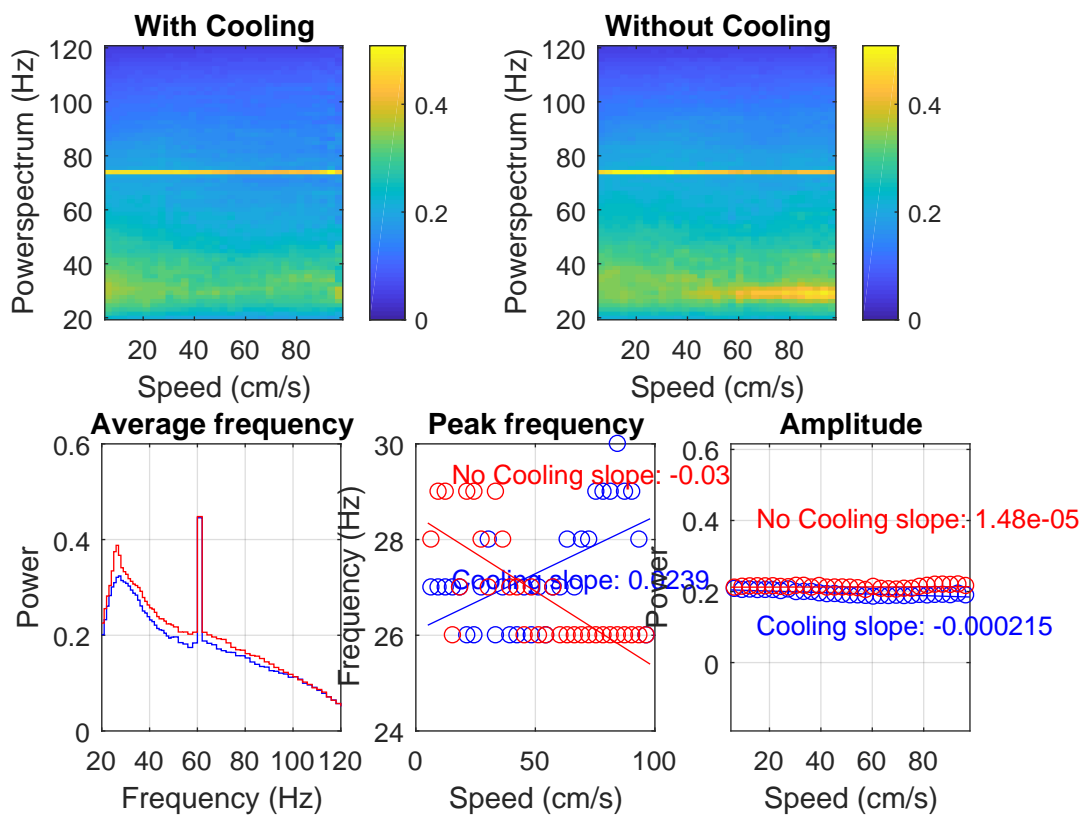 With Cooling
Without Cooling
Powerspectrum (Hz)
120
100
80
60
40
20
20 40 60 80
Speed (cm/s)
0.4
0.2
0
Powerspectrum (Hz)
120
100
80
60
40
20
20 40 60 80
Speed (cm/s)
0.4
0.2
0
Average frequency
Power
0.6
0.4
0.2
0
20 40 60 80 100 120
Frequency (Hz)
Peak frequency
Frequency (Hz)
30
29
28
27
26
25
24
No Cooling slope: -0.03
Cooling slope: 0.0239
0 50 100
Speed (cm/s)
Amplitude
Power
0.6
0.4
0.2
0
No Cooling slope: 1.48e-05
Cooling slope: -0.000215
20 40 60 80
Speed (cm/s)